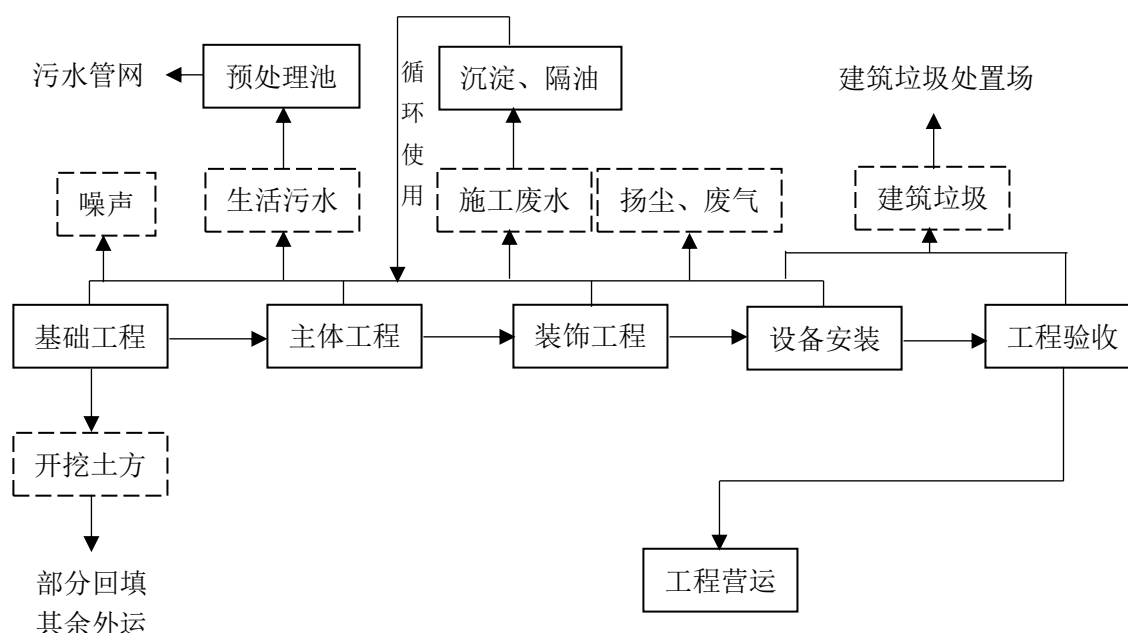 污水管网
预处理池
循环使用
沉淀、隔油
建筑垃圾处置场
噪声
生活污水
施工废水
扬尘、废气
建筑垃圾
基础工程
主体工程
装饰工程
设备安装
工程验收
开挖土方
部分回填
其余外运
工程营运